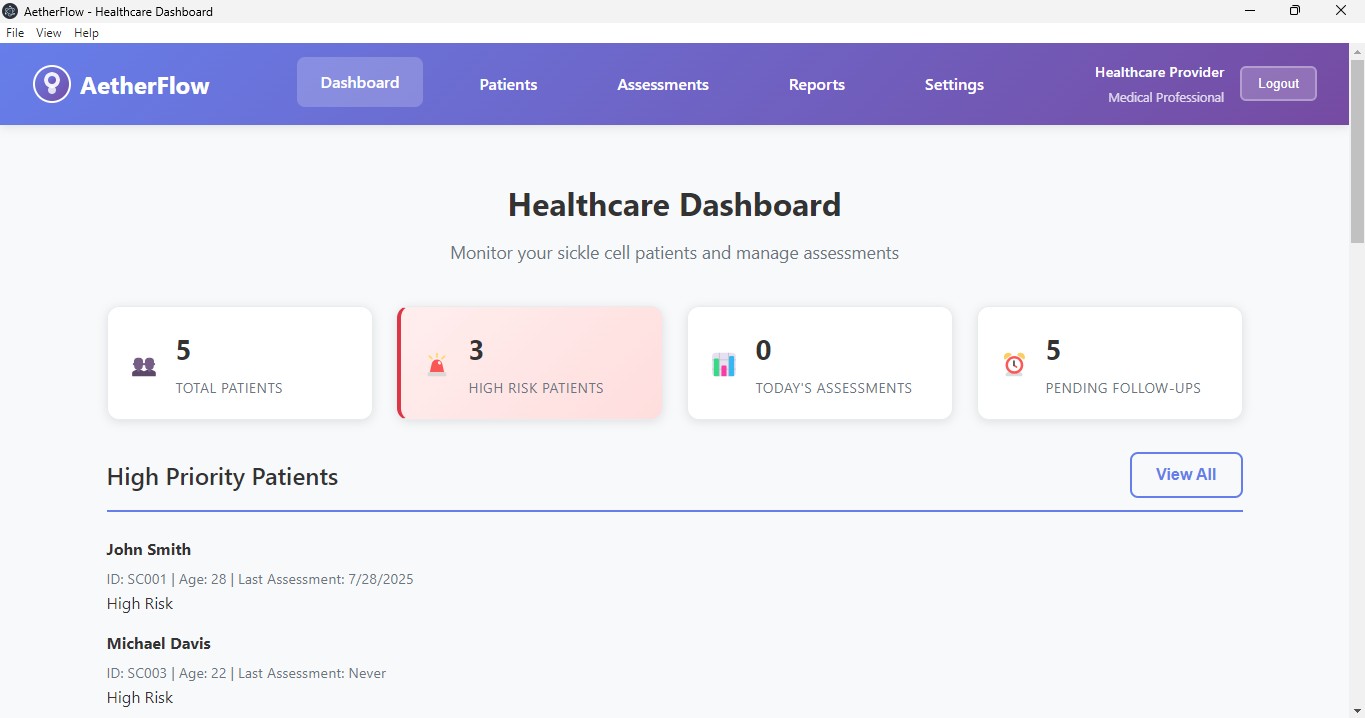 AetherFlow - Healthcare Dashboard
File View Help
AetherFlow Dashboard Patients Assessments Reports Settings Healthcare Provider Logout
Medical Professional
Healthcare Dashboard
Monitor your sickle cell patients and manage assessments
5
TOTAL PATIENTS
3
HIGH RISK PATIENTS
0
TODAY'S ASSESSMENTS
5
PENDING FOLLOW-UPS
High Priority Patients View All
John Smith
ID: SC001 | Age: 28 | Last Assessment: 7/28/2025
High Risk
Michael Davis
ID: SC003 | Age: 22 | Last Assessment: Never
High Risk